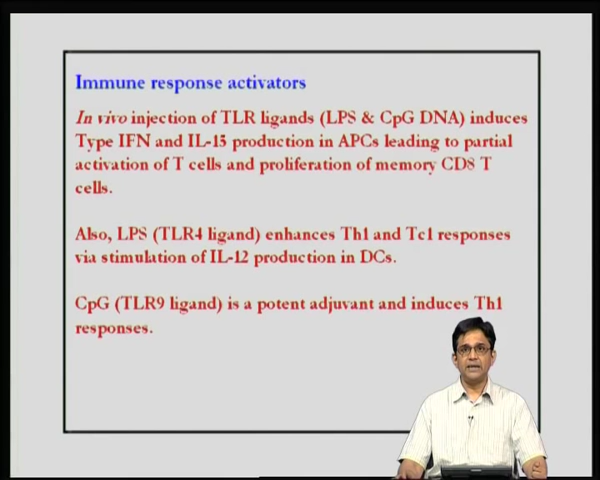 Immune response activators
In vivo injection of TLR ligands (LPS & CpG DNA) induces
Type IFN and IL-15 production in APCs leading to partial
activation of T cells and proliferation of memory CD8 T
cells.
Also, LPS (TLR4 ligand) enhances Th1 and Tc1 responses
via stimulation of IL-12 production in DCs.
CpG (TLR9 ligand) is a potent adjuvant and induces Th1
responses.